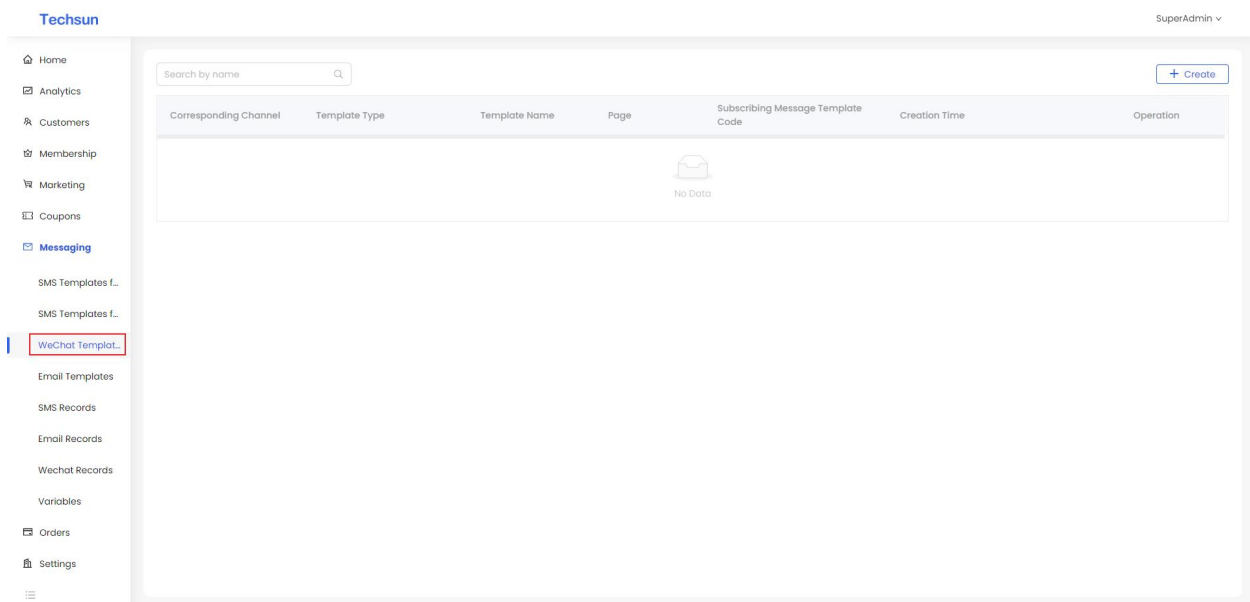 Techsun
SuperAdmin
Home
Analytics
Customers
Membership
Marketing
Coupons
Messaging
SMS Templates f...
SMS Templates f...
WeChat Templat...
Email Templates
SMS Records
Email Records
Wechat Records
Variables
Orders
Settings
Search by name
+ Create
Corresponding Channel
Template Type
Template Name
Page
Subscribing Message Template
Code
Creation Time
Operation
No Data